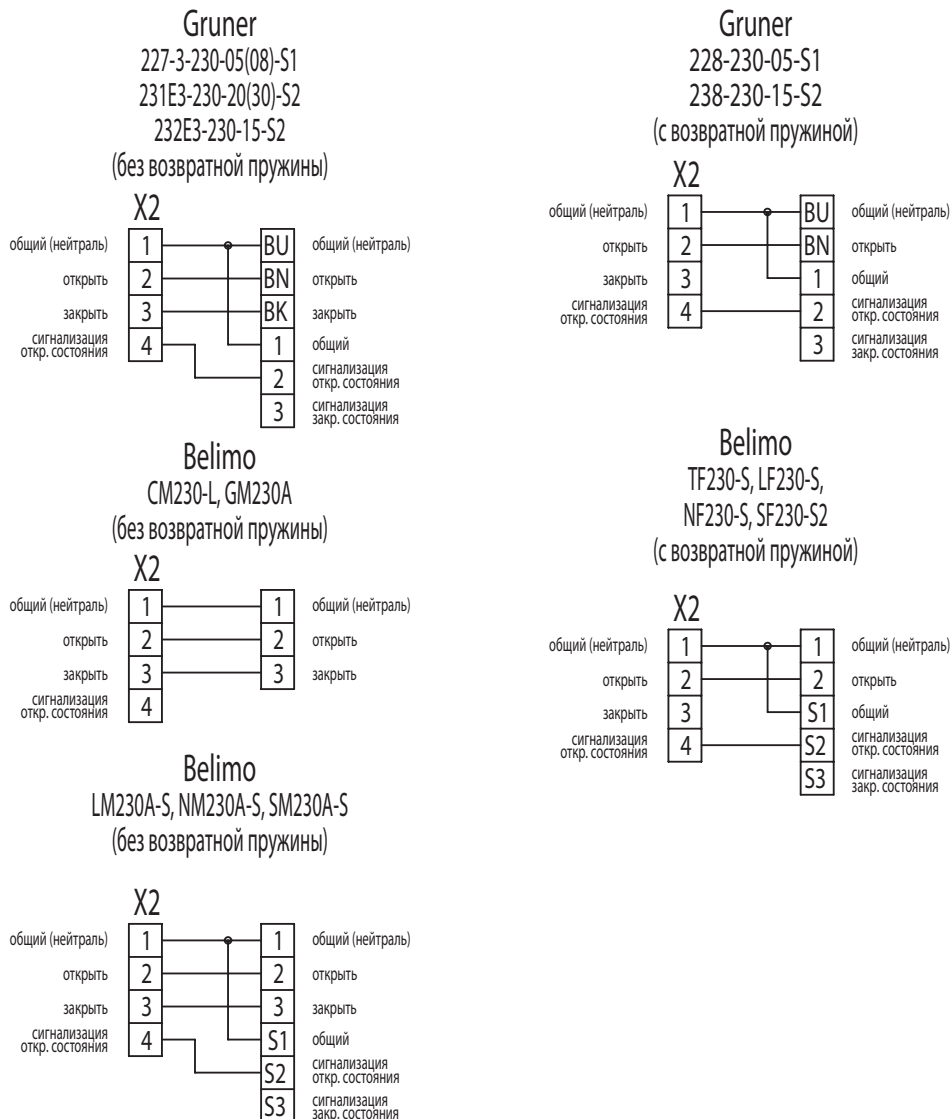 Gruner
227-3-230-05(08)-S1
231E3-230-20(30)-S2
232E3-230-15-S2
(без возвратной пружины)
X2
общий (нейтраль) 1 BU общий (нейтраль)
открыть 2 BN открыть
закрыть 3 BK закрыть
сигнализация
откр. состояния 4 1 общий
2 сигнализация
откр. состояния
3 сигнализация
закр. состояния
Belimo
CM230-L, GM230A
(без возвратной пружины)
X2
общий (нейтраль) 1 1 общий (нейтраль)
открыть 2 2 открыть
закрыть 3 3 закрыть
сигнализация
откр. состояния 4
Belimo
LM230A-S, NM230A-S, SM230A-S
(без возвратной пружины)
X2
общий (нейтраль) 1 1 общий (нейтраль)
открыть 2 2 открыть
закрыть 3 3 закрыть
сигнализация
откр. состояния 4 S1 общий
S2 сигнализация
откр. состояния
S3 сигнализация
закр. состояния
Gruner
228-230-05-S1
238-230-15-S2
(с возвратной пружиной)
X2
общий (нейтраль) 1 BU общий (нейтраль)
открыть 2 BN открыть
закрыть 3 1 общий
сигнализация
откр. состояния 4 2 сигнализация
откр. состояния
3 сигнализация
закр. состояния
Belimo
TF230-S, LF230-S,
NF230-S, SF230-S2
(с возвратной пружиной)
X2
общий (нейтраль) 1 1 общий (нейтраль)
открыть 2 2 открыть
закрыть 3 S1 общий
сигнализация
откр. состояния 4 S2 сигнализация
откр. состояния
S3 сигнализация
закр. состояния